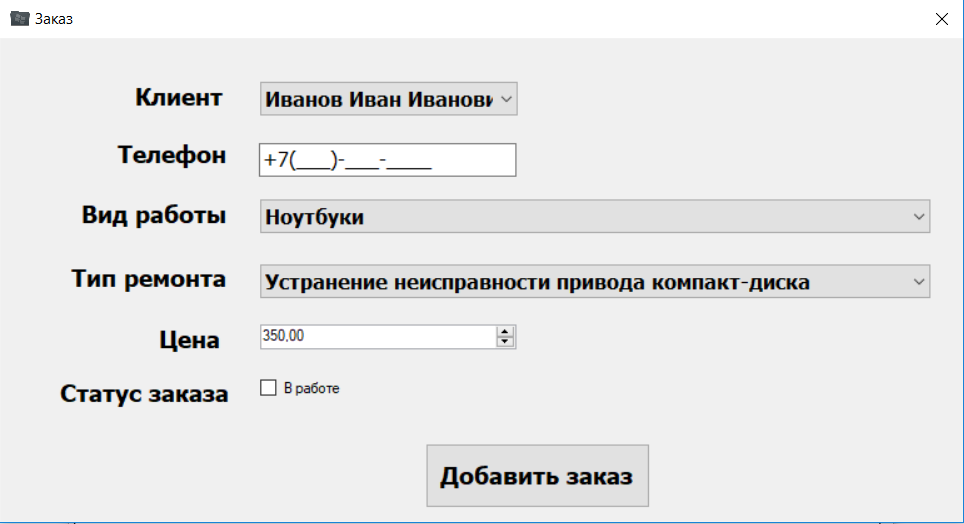 Заказ
Клиент Иванов Иван Иванови
Телефон +7(___)-___-____
Вид работы Ноутбуки
Тип ремонта Устранение неисправности привода компакт-диска
Цена 350,00
Статус заказа В работе
Добавить заказ